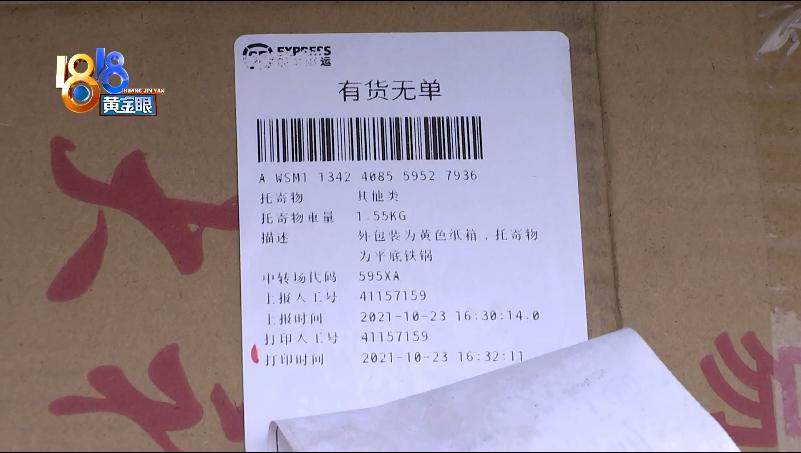 1818
HUANG JIN YAN
黄金眼
EXPRESS
运
有货无单
A WSM1 1342 4085 5952 7936
托寄物 其他类
托寄物重量 1.55KG
描述 外包装为黄色纸箱，托寄物
为平底铁锅
中转场代码 595XA
上报人工号 41157159
上报时间 2021-10-23 16:30:14.0
打印人工号 41157159
打印时间 2021-10-23 16:32:11